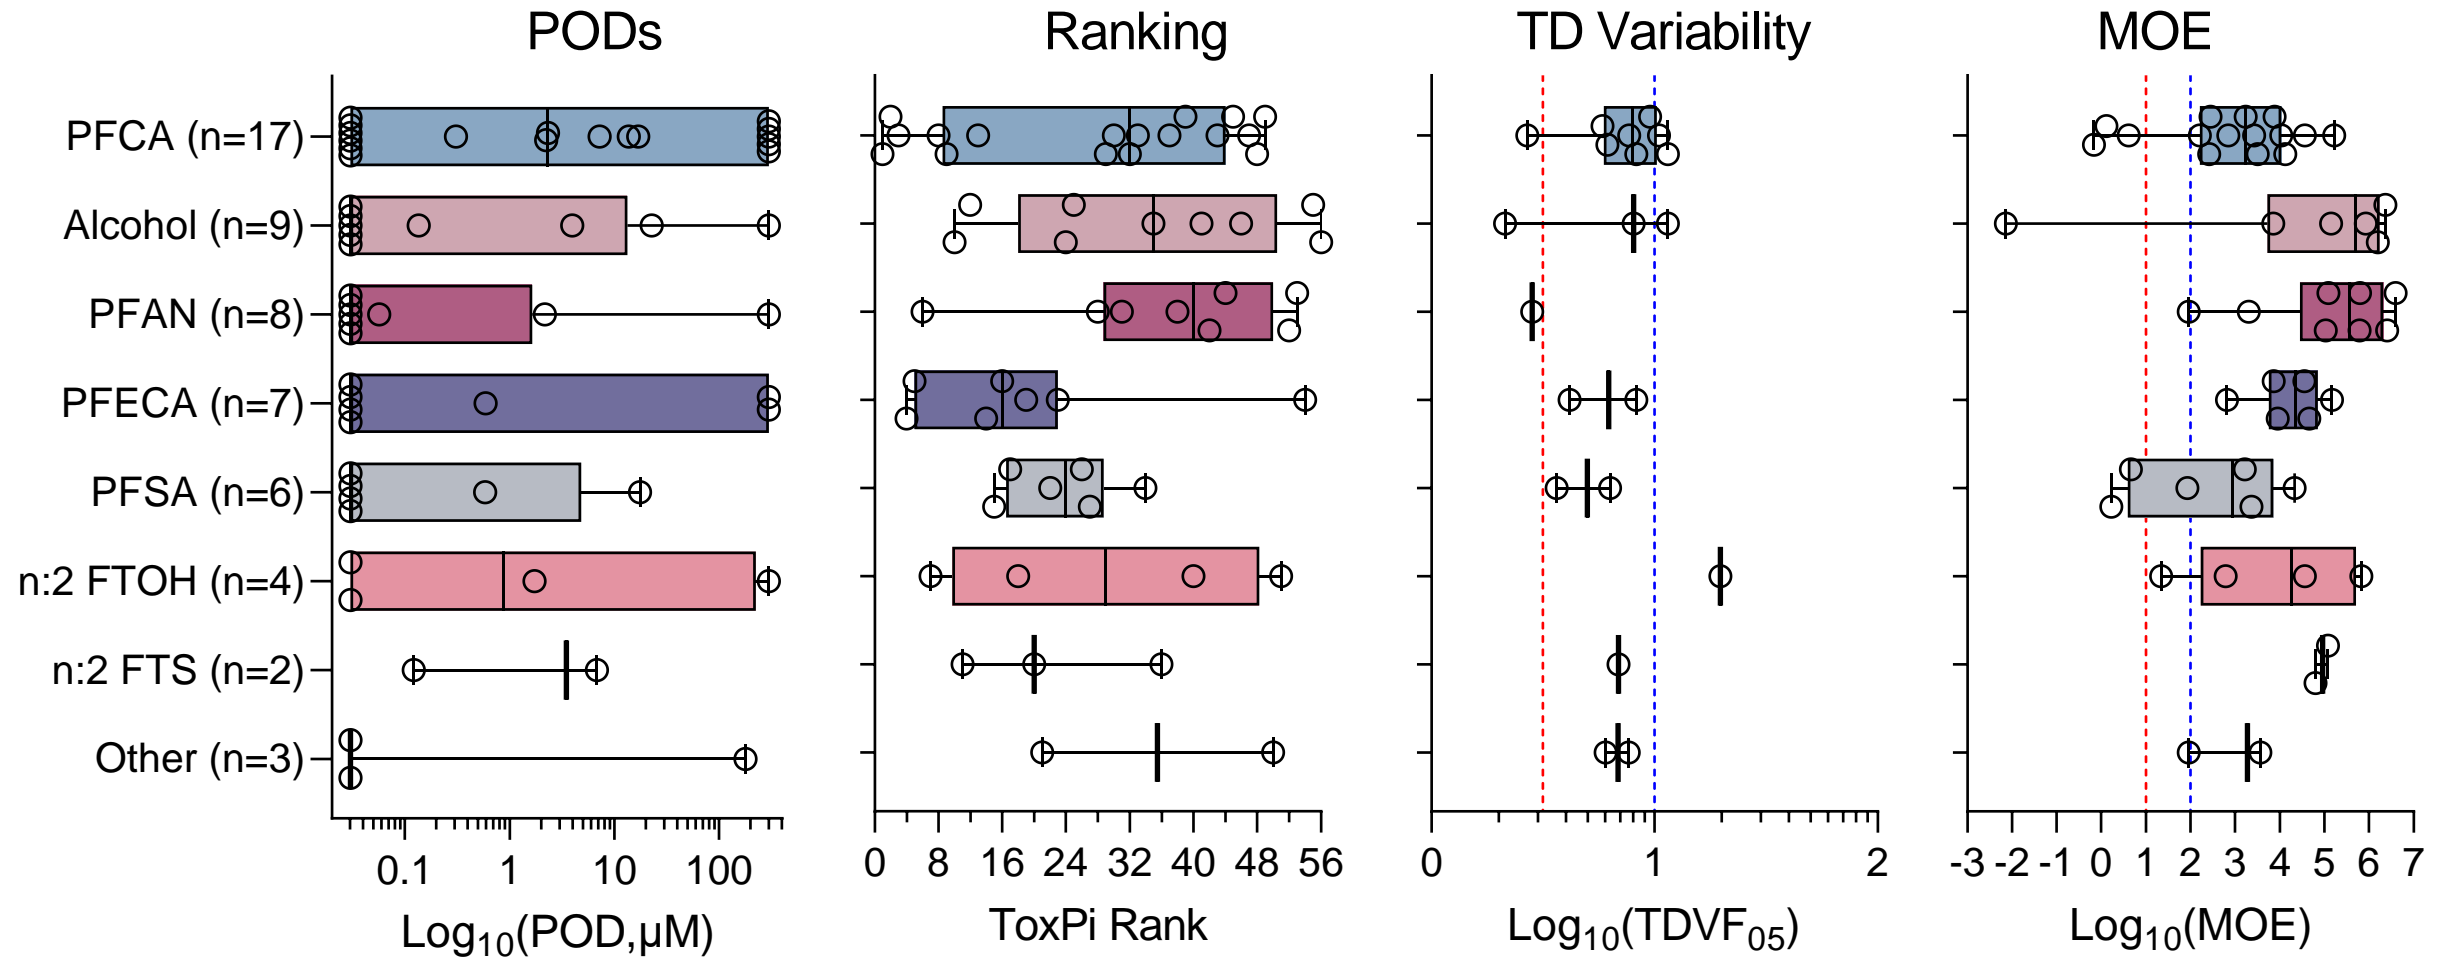 PODs Ranking TD Variability MOE
PFCA (n=17)
Alcohol (n=9)
PFAN (n=8)
PFECA (n=7)
PFSA (n=6)
n:2 FTOH (n=4)
n:2 FTS (n=2)
Other (n=3)
0.1 1 10 100
0 8 16 24 32 40 48 56
0 1 2
-3 -2 -1 0 1 2 3 4 5 6 7
Log10(POD,µM) ToxPi Rank Log10(TDVF05) Log10(MOE)